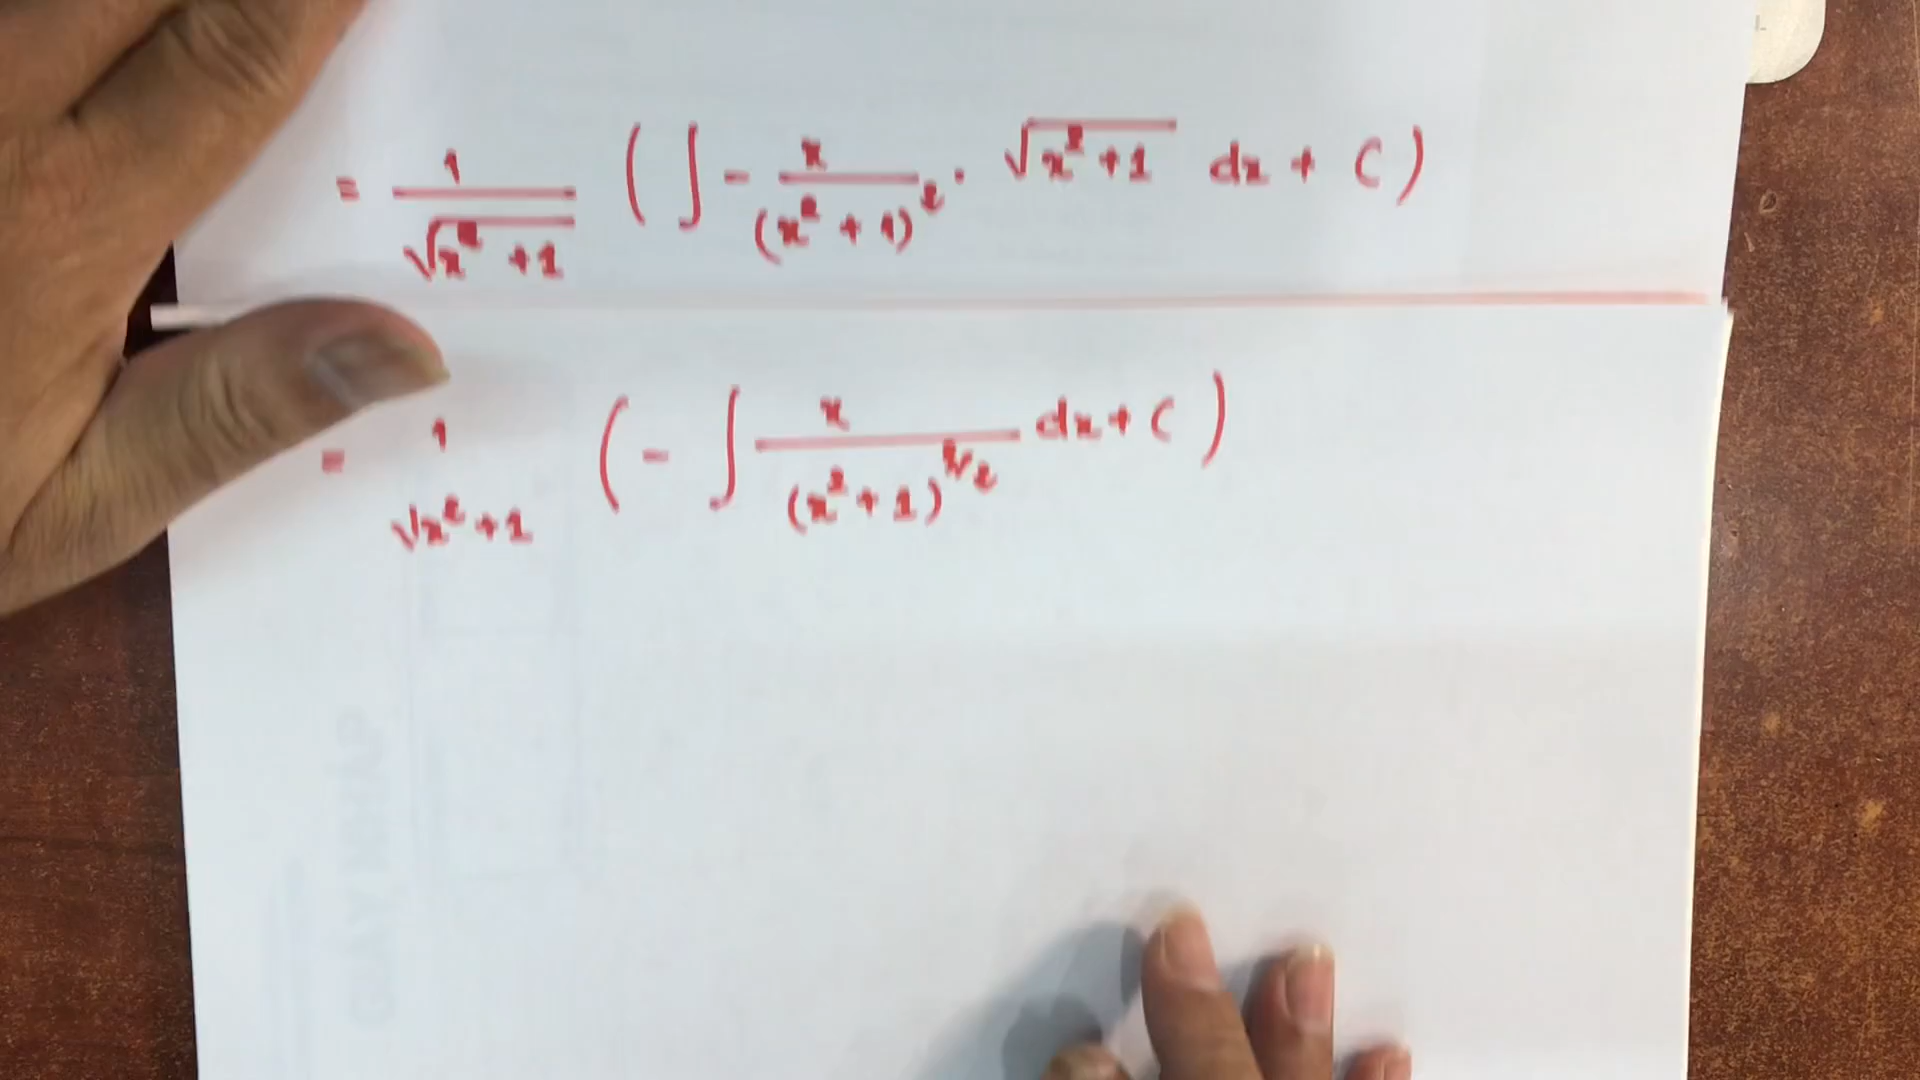 = 1/√(x² + 1) ( ∫ - x/(x² + 1)² · √(x² + 1) dx + C )
= 1/√x² + 1 ( - ∫ x/(x² + 1)^3/2 dx + C )